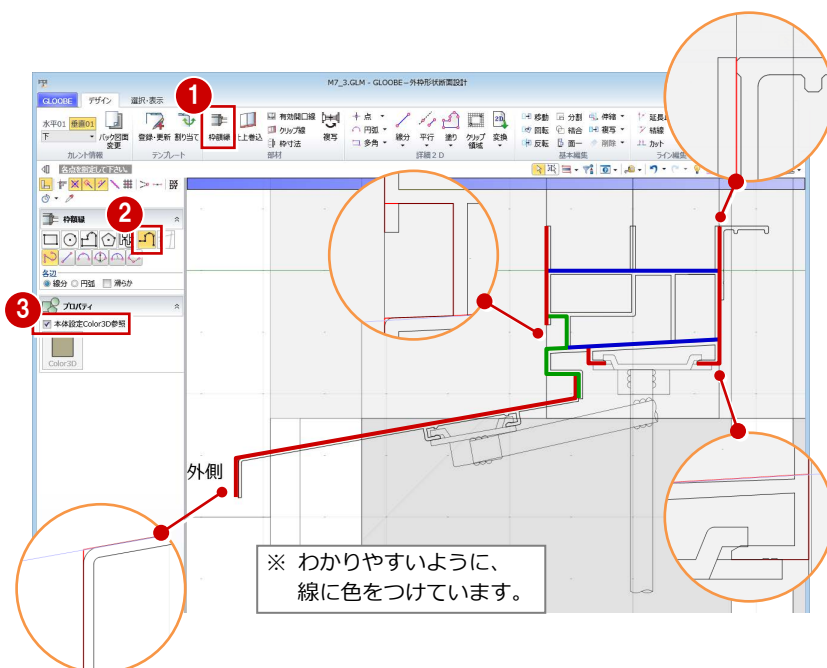 M7_3.GLM - GLOOBE - 外枠形状断面設計
GLOOBE デザイン 選択・表示
水平01 垂直01
下
バック図面
変更
登録・更新 割り当て
枠額縁
有効開口線
クリップ線
枠寸法
複写
点
円弧
多角
線分 平行 塗り クリップ
領域
変換
移動 分割 伸縮
回転 結合 複写
反転 面一 削除
結線
カット
カレント情報 テンプレート 部材 詳細2D 基本編集 ライン編集
各点を指定して下さい
枠額縁
各辺
線分 円弧 滑らか
プロパティ
本体設定Color3D参照
Color3D
1
2
3
外側
※ わかりやすいように、
線に色をつけています。